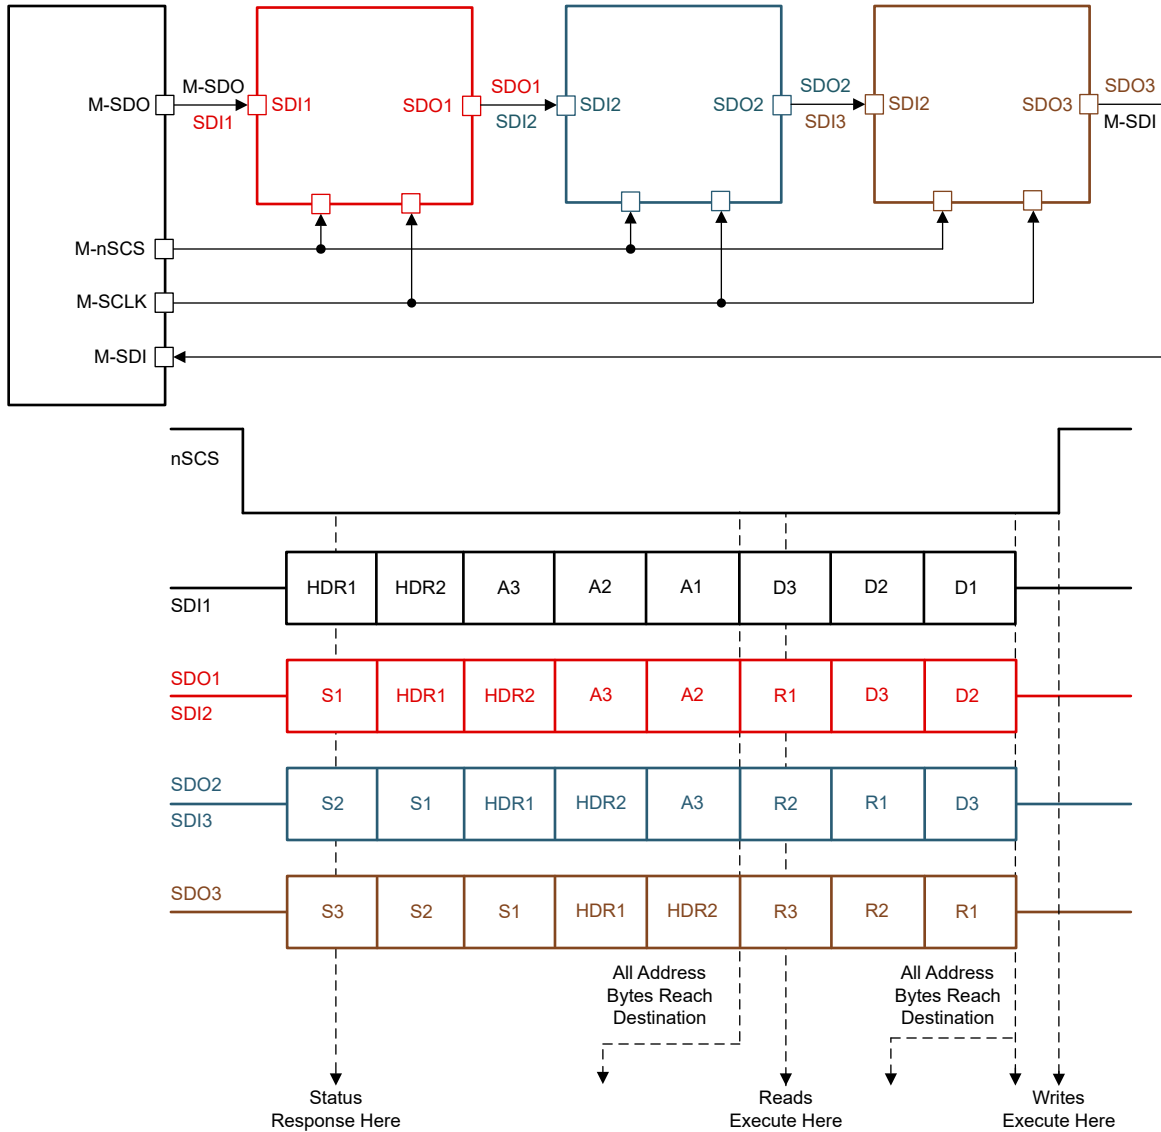 M-SDO
M-SDO
SDI1
SDI1
SDO1
SDO1
SDI2
SDI2
SDO2
SDO2
SDI3
SDI2
SDO3
SDO3
M-SDI
M-nSCS
M-SCLK
M-SDI
nSCS
HDR1 HDR2 A3 A2 A1 D3 D2 D1
SDI1
SDO1
S1 HDR1 HDR2 A3 A2 R1 D3 D2
SDI2
SDO2
S2 S1 HDR1 HDR2 A3 R2 R1 D3
SDI3
SDO3
S3 S2 S1 HDR1 HDR2 R3 R2 R1
All Address
Bytes Reach
Destination
All Address
Bytes Reach
Destination
Status
Response Here
Reads
Execute Here
Writes
Execute Here